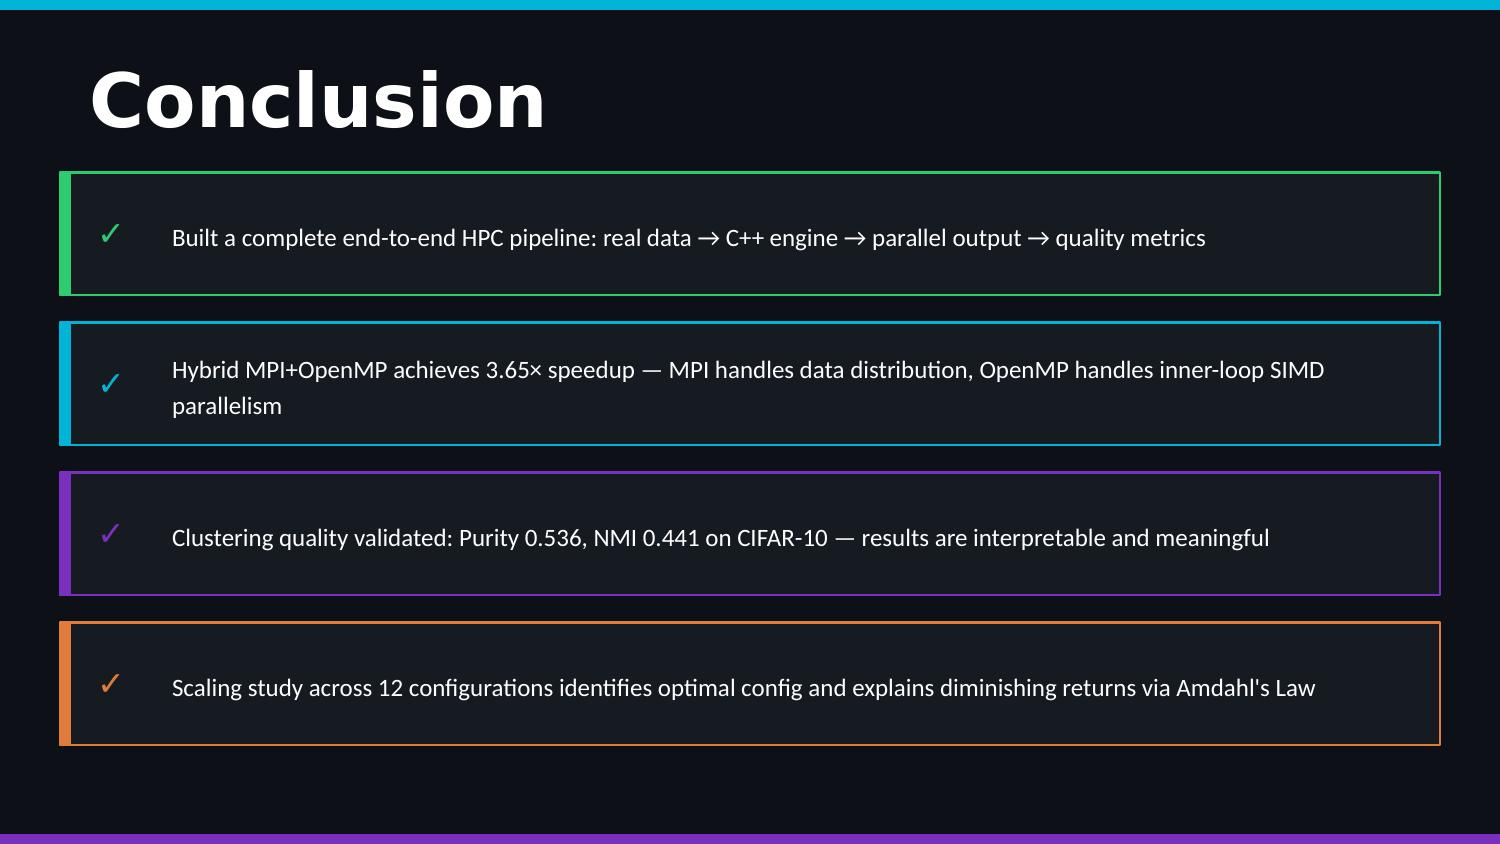 Conclusion
✓ Built a complete end-to-end HPC pipeline: real data → C++ engine → parallel output → quality metrics
✓ Hybrid MPI+OpenMP achieves 3.65× speedup — MPI handles data distribution, OpenMP handles inner-loop SIMD
parallelism
✓ Clustering quality validated: Purity 0.536, NMI 0.441 on CIFAR-10 — results are interpretable and meaningful
✓ Scaling study across 12 configurations identifies optimal config and explains diminishing returns via Amdahl's Law